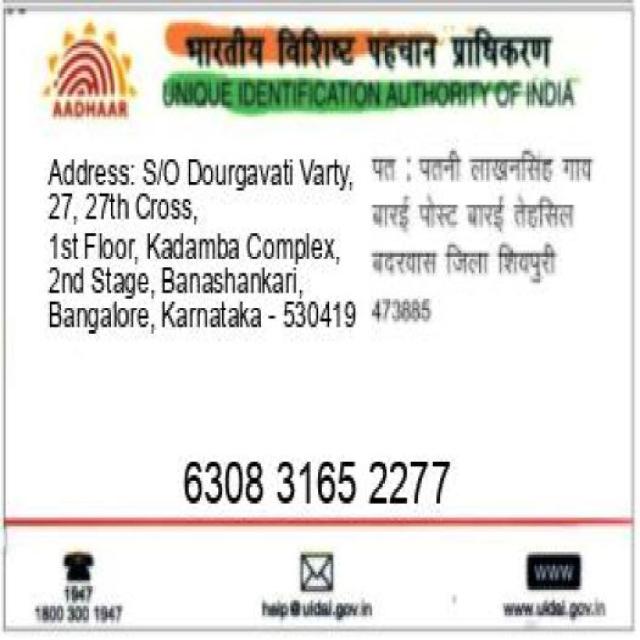 भारतीय विशिष्ट पहचान प्राधिकरण
AADHAAR
UNIQUE IDENTIFICATION AUTHORITY OF INDIA
Address: S/O Dourgavati Varty,
27, 27th Cross,
1st Floor, Kadamba Complex,
2nd Stage, Banashankari,
Bangalore, Karnataka - 530419
पत : पतनी लाखनसिंह गाव
बारई पोस्ट बारई तेहसिल
बदरवास जिला शिवपुरी
473885
6308 3165 2277
1947
1800 300 1947
help@uidai.gov.in
WWW
www.uidai.gov.in